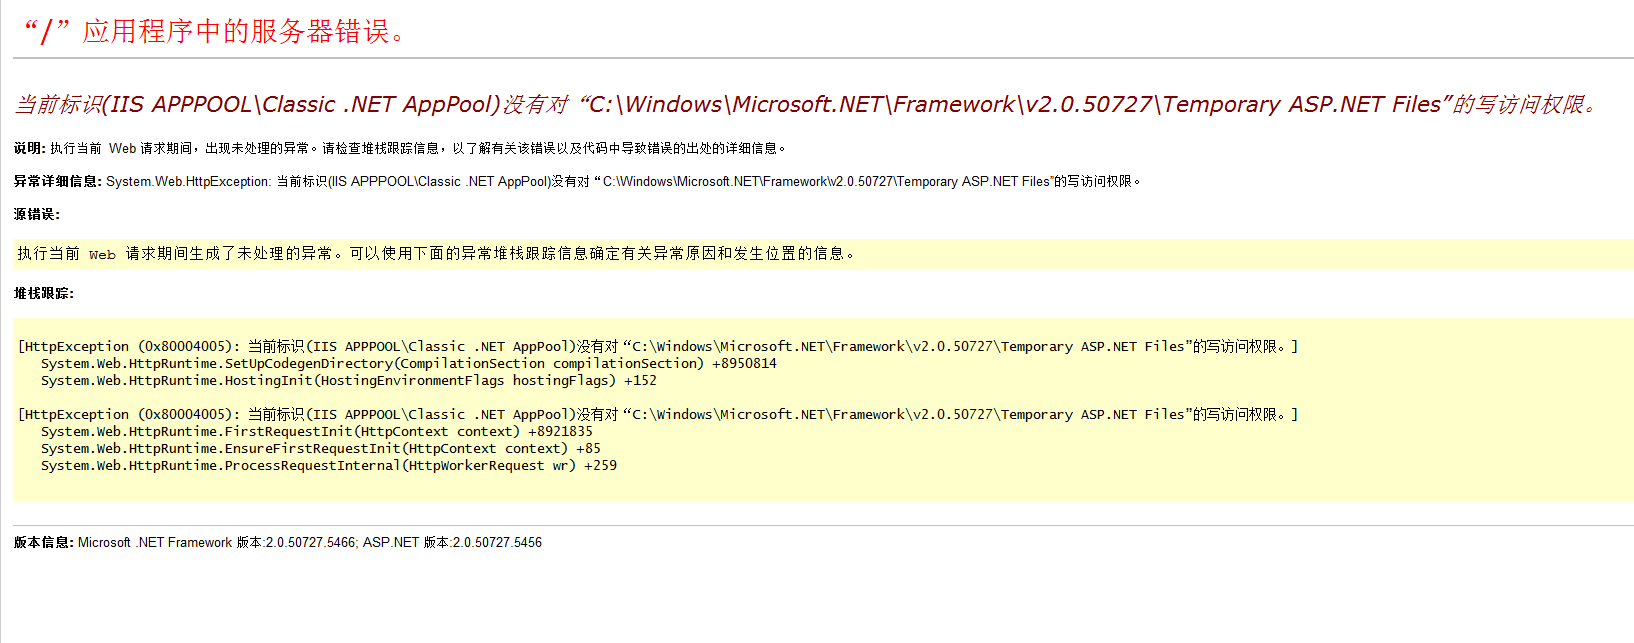 “/”应用程序中的服务器错误。
当前标识(IIS APPPOOL\Classic .NET AppPool)没有对“C:\Windows\Microsoft.NET\Framework\v2.0.50727\Temporary ASP.NET Files”的写访问权限。
说明: 执行当前 Web 请求期间，出现未处理的异常。请检查堆栈跟踪信息，以了解有关该错误以及代码中导致错误的出处的详细信息。
异常详细信息: System.Web.HttpException: 当前标识(IIS APPPOOL\Classic .NET AppPool)没有对“C:\Windows\Microsoft.NET\Framework\v2.0.50727\Temporary ASP.NET Files”的写访问权限。
源错误:
执行当前 Web 请求期间生成了未处理的异常。可以使用下面的异常堆栈跟踪信息确定有关异常原因和发生位置的信息。
堆栈跟踪:
[HttpException (0x80004005): 当前标识(IIS APPPOOL\Classic .NET AppPool)没有对“C:\Windows\Microsoft.NET\Framework\v2.0.50727\Temporary ASP.NET Files”的写访问权限。]
System.Web.HttpRuntime.SetUpCodegenDirectory(CompilationSection compilationSection) +8950814
System.Web.HttpRuntime.HostingInit(HostingEnvironmentFlags hostingFlags) +152
[HttpException (0x80004005): 当前标识(IIS APPPOOL\Classic .NET AppPool)没有对“C:\Windows\Microsoft.NET\Framework\v2.0.50727\Temporary ASP.NET Files”的写访问权限。]
System.Web.HttpRuntime.FirstRequestInit(HttpContext context) +8921835
System.Web.HttpRuntime.EnsureFirstRequestInit(HttpContext context) +85
System.Web.HttpRuntime.ProcessRequestInternal(HttpWorkerRequest wr) +259
版本信息: Microsoft .NET Framework 版本:2.0.50727.5466; ASP.NET 版本:2.0.50727.5456